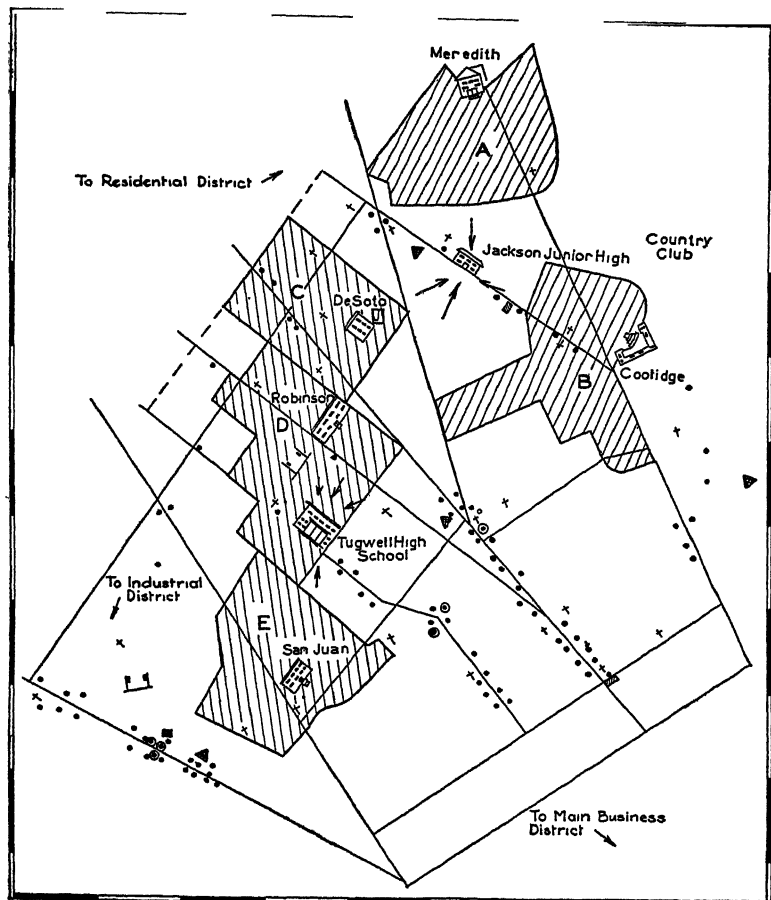 Meredith
A
To Residential District
Jackson Junior High
Country
Club
C
DeSoto
Coolidge
B
Robinson
D
Tugwell High
School
To Industrial
District
E
San Juan
To Main Business
District